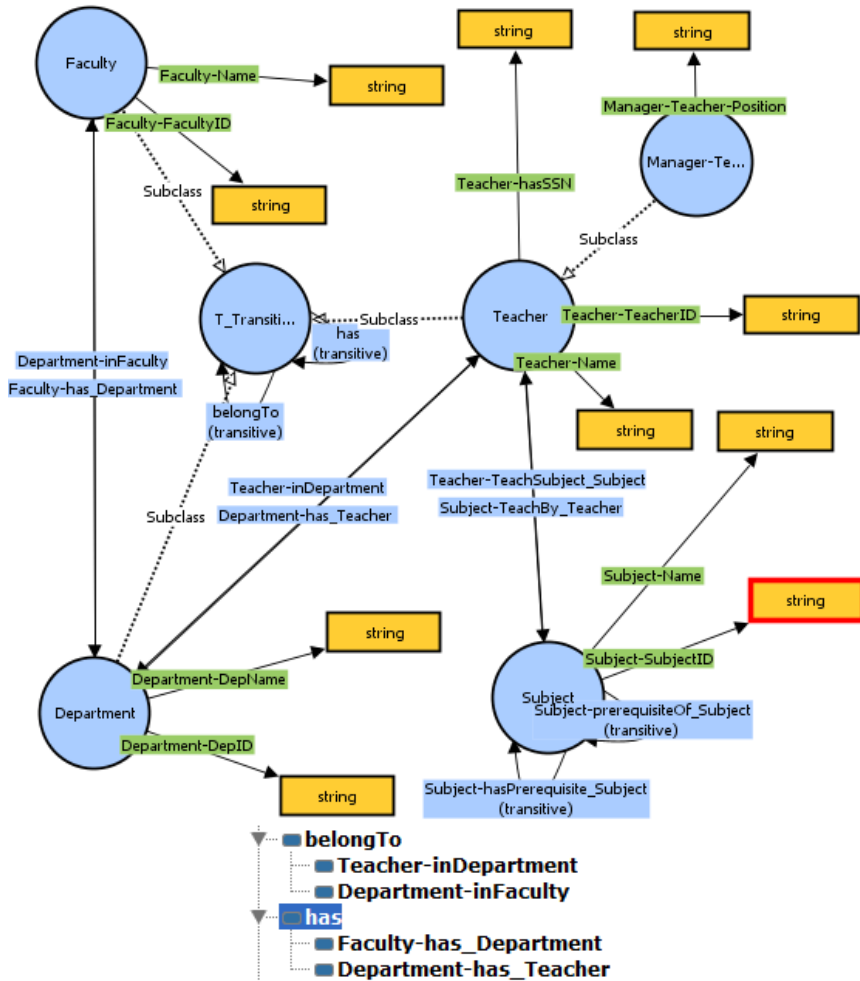 string
string
Faculty
Faculty-Name
string
Manager-Teacher-Position
Faculty-FacultyID
Manager-Te...
Subclass
Teacher-hasSSN
string
Subclass
T_Transiti...
Subclass
Teacher
Teacher-TeacherID
string
has
(transitive)
Department-inFaculty
Faculty-has_Department
Teacher-Name
belongTo
(transitive)
string
string
Teacher-inDepartment
Department-has_Teacher
Teacher-TeachSubject_Subject
Subject-TeachBy_Teacher
Subclass
Subject-Name
string
string
Subject-SubjectID
Department-DepName
Department
Subject
Subject-prerequisiteOf_Subject
(transitive)
Department-DepID
Subject-hasPrerequisite_Subject
(transitive)
string
belongTo
Teacher-inDepartment
Department-inFaculty
has
Faculty-has_Department
Department-has_Teacher